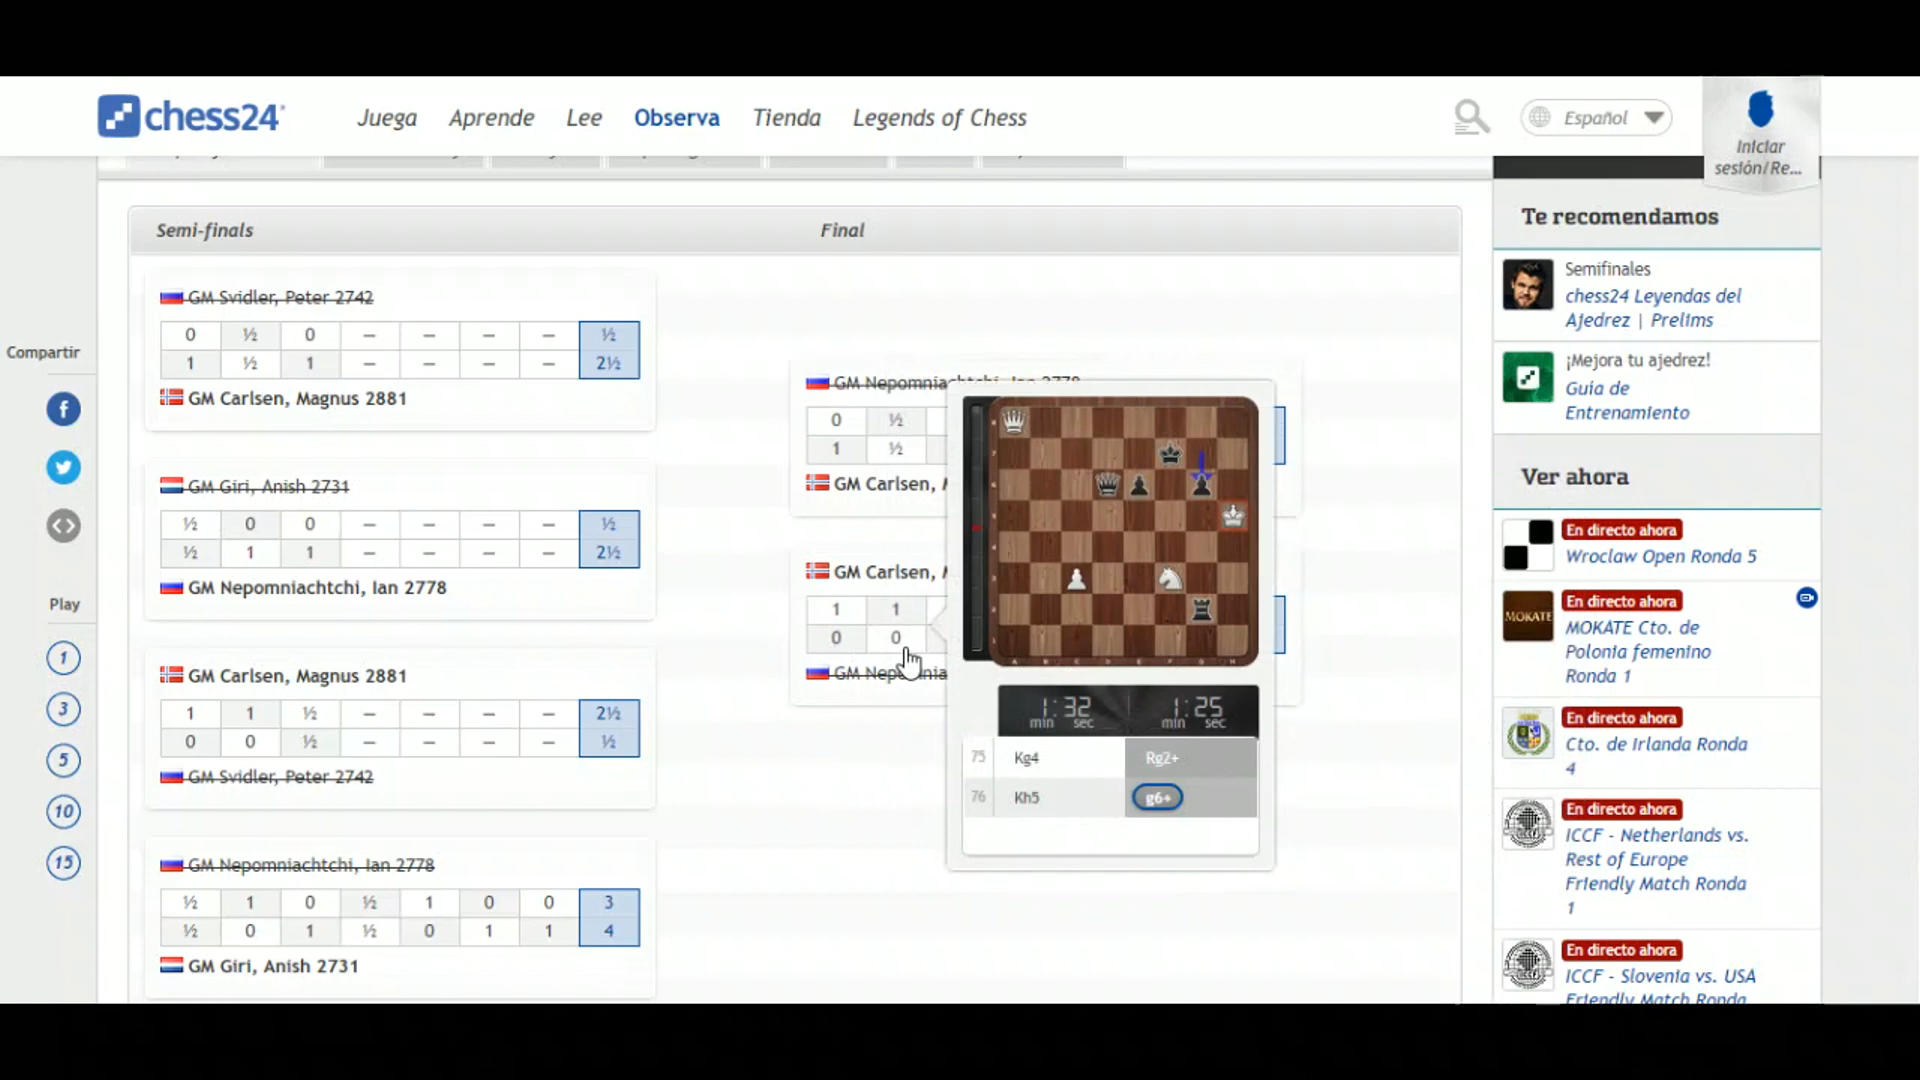 chess24
Juega
Aprende
Lee
Observa
Tienda
Legends of Chess
Español
Iniciar
sesión/Re...
Semi-finals
Final
Compartir
Play
1
3
5
10
15
GM Svidler, Peter 2742
0 ½ 0 – – – – ½
1 ½ 1 – – – – 2½
GM Carlsen, Magnus 2881
GM Giri, Anish 2731
½ 0 0 – – – – ½
½ 1 1 – – – – 2½
GM Nepomniachtchi, Ian 2778
GM Carlsen, Magnus 2881
1 1 ½ – – – – 2½
0 0 ½ – – – – ½
GM Svidler, Peter 2742
GM Nepomniachtchi, Ian 2778
½ 1 0 ½ 1 0 0 3
½ 0 1 ½ 0 1 1 4
GM Giri, Anish 2731
GM Nepomniachtchi, Ian 2778
0 ½
1 ½
GM Carlsen,
GM Carlsen,
1 1
0 0
1:32
min sec
1:25
min sec
75 Kg4 Rg2+
76 Kh5 g6+
Te recomendamos
Semifinales
chess24 Leyendas del
Ajedrez | Prelims
¡Mejora tu ajedrez!
Guía de
Entrenamiento
Ver ahora
En directo ahora
Wroclaw Open Ronda 5
MOKATE
En directo ahora
MOKATE Cto. de
Polonia femenino
Ronda 1
En directo ahora
Cto. de Irlanda Ronda
4
En directo ahora
ICCF - Netherlands vs.
Rest of Europe
Friendly Match Ronda
1
En directo ahora
ICCF - Slovenia vs. USA
Friendly Match Ronda